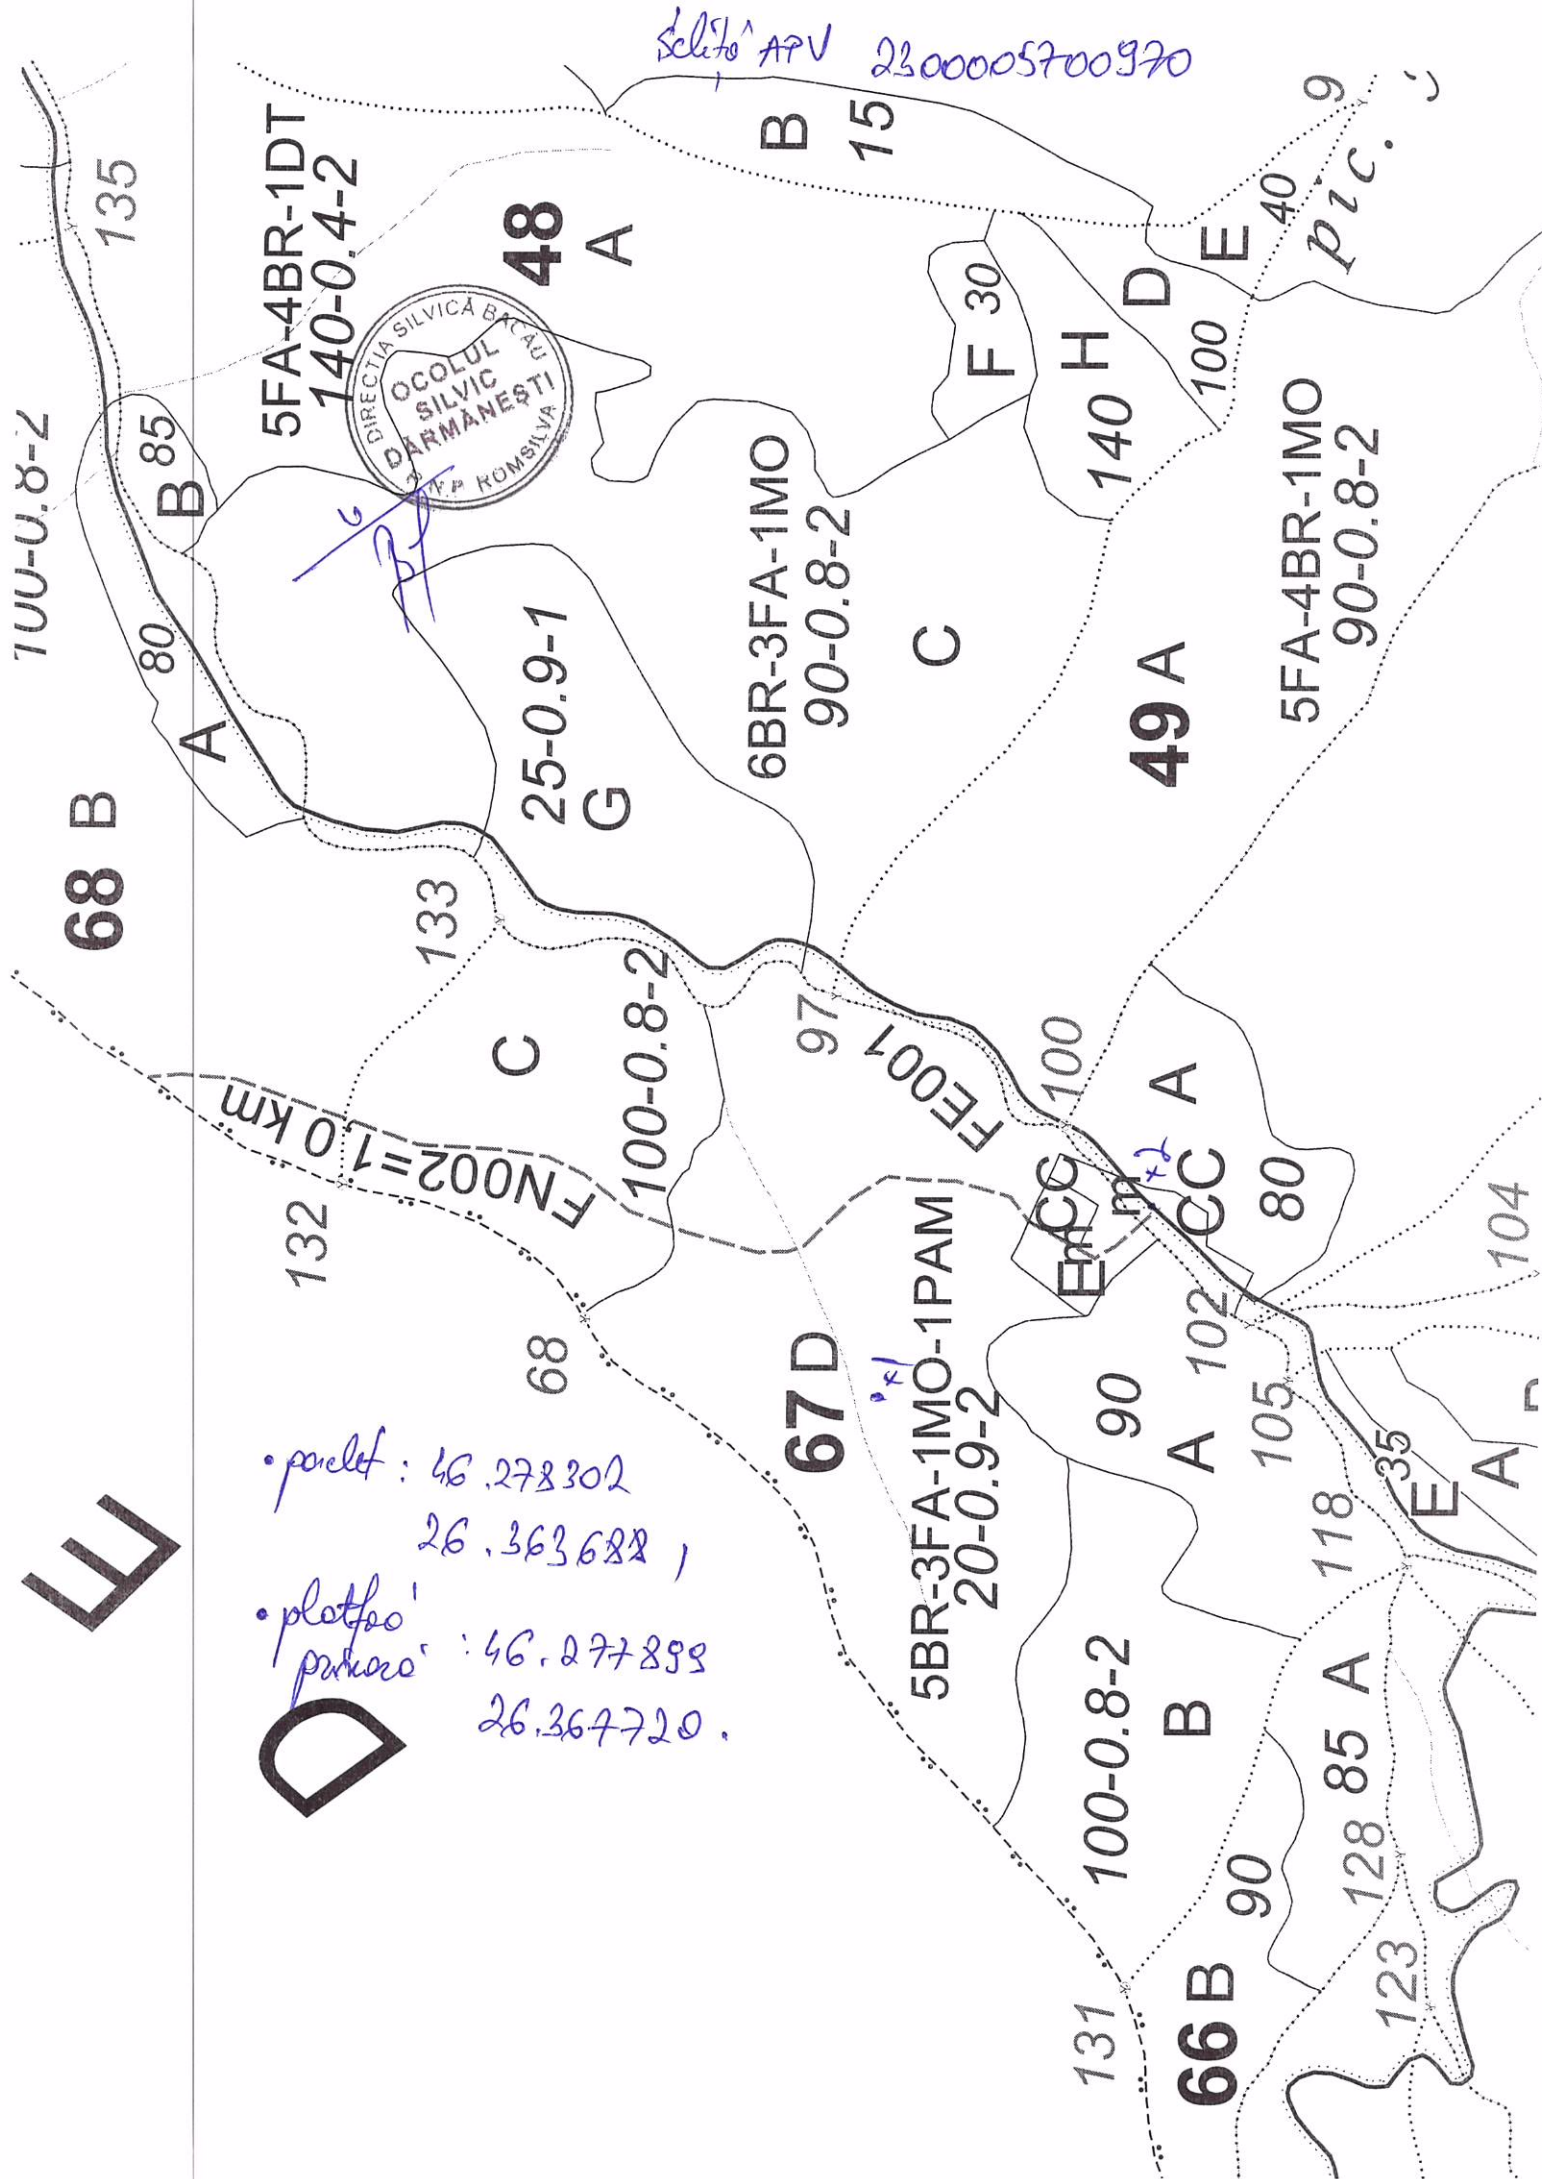 Schiță APV 2300005700970
100-0.8-2
135
5FA-4BR-1DT
140-0.4-2
B
15
9
48
A
B 85
80
A
68 B
DIRECȚIA SILVICĂ BACĂU
OCOLUL
SILVIC
DĂRMĂNEȘTI
ROMSILVA
F 30
H
140
D
100
E
40
pic.
25-0.9-1
G
6BR-3FA-1MO
90-0.8-2
C
49 A
5FA-4BR-1MO
90-0.8-2
133
C
100-0.8-2
97
FE001
100
A
FN002=1.0 km
132
68
67 D
x1
5BR-3FA-1MO-1PAM
20-0.9-2
CC
m
m
E
x2
CC
80
102
104
90
A
105
35
E
A
118
E
D
• parchet : 46.278302
26.363688,
• platfor
primară : 46.277899
26.367720.
100-0.8-2
B
85 A
90
128
123
131
66 B